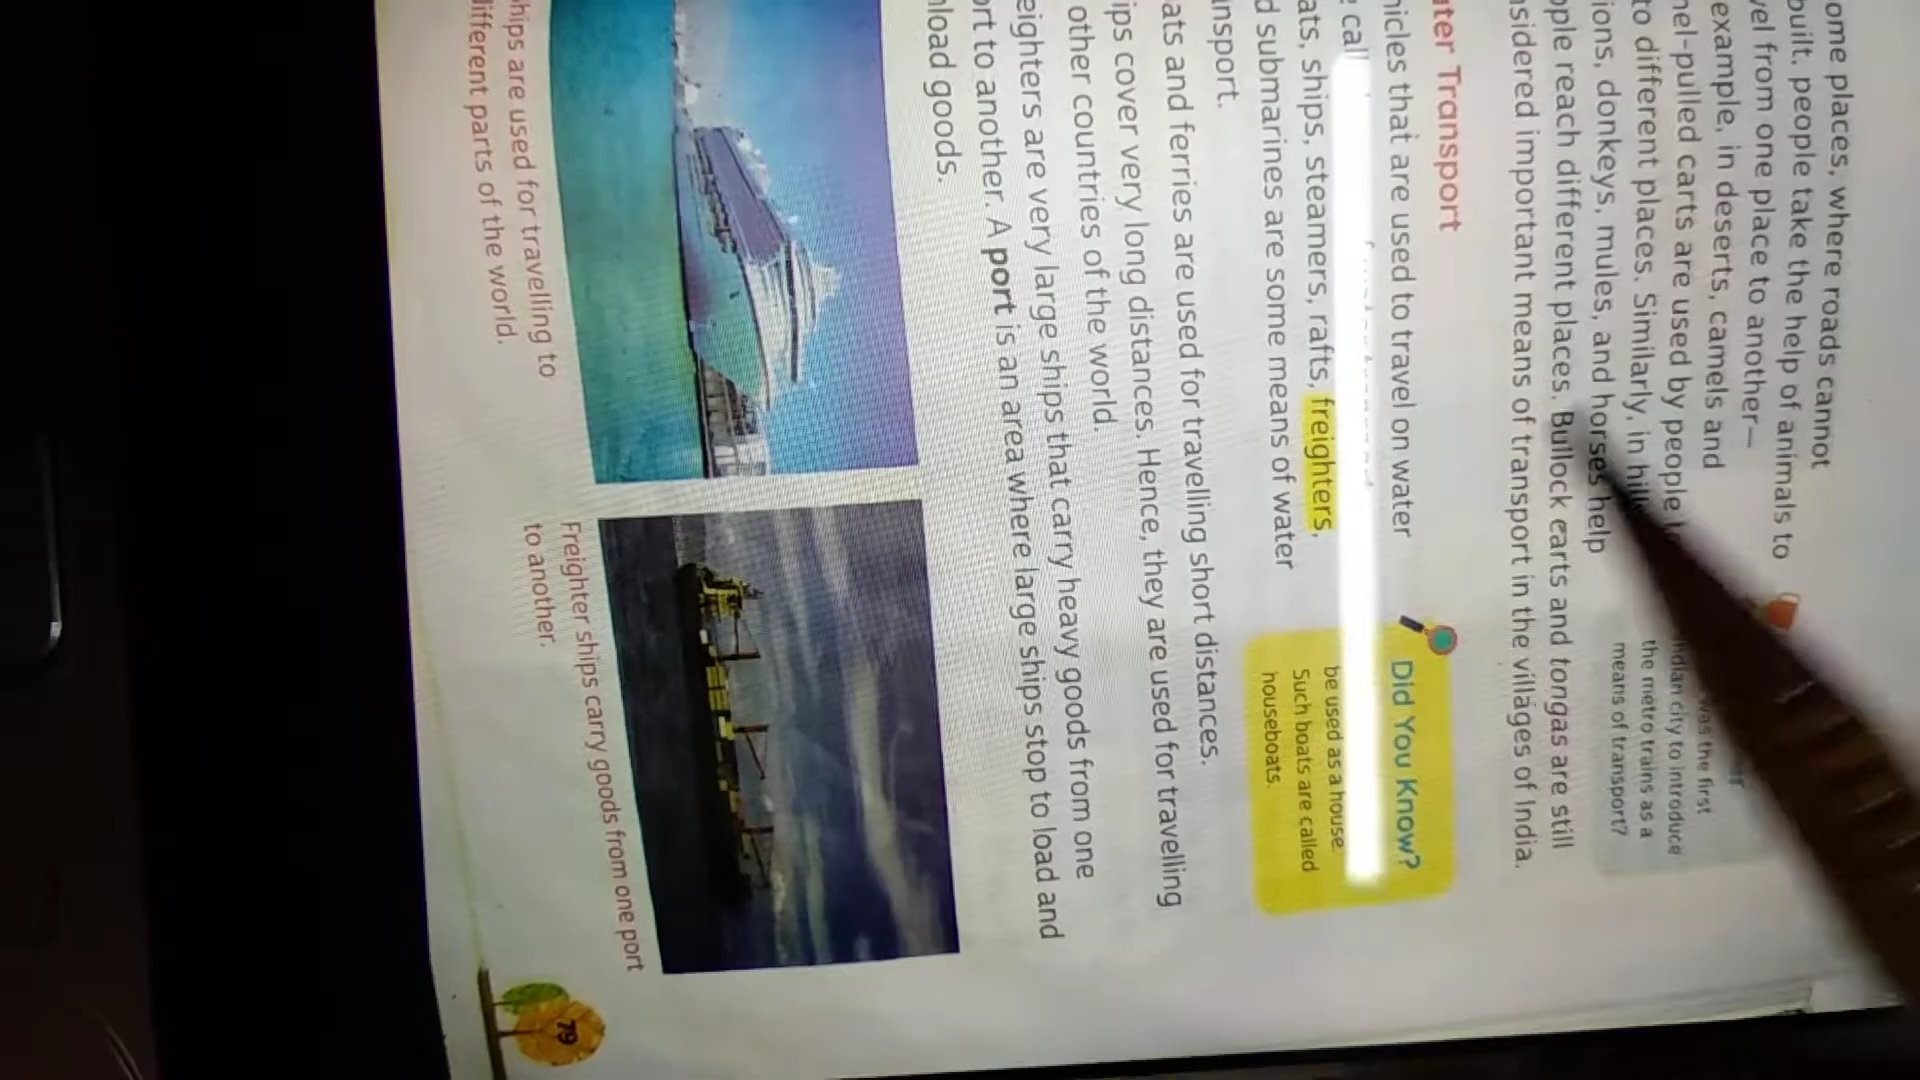 ome places, where roads cannot
built, people take the help of animals to
vel from one place to another—
example, in deserts, camels and
nel-pulled carts are used by people
to different places. Similarly, in
ions, donkeys, mules, and horses help
ople reach different places. Bullock carts and tongas are still
nsidered important means of transport in the villages of India.
was the first
ndian city to introduce
the metro trains as a
means of transport?
ter Transport
hicles that are used to travel on water
call
ats, ships, steamers, rafts, freighters,
d submarines are some means of water
nsport.
Did You Know?
be used as a house.
Such boats are called
houseboats.
ats and ferries are used for travelling short distances.
ips cover very long distances. Hence, they are used for travelling
other countries of the world.
eighters are very large ships that carry heavy goods from one
ort to another. A port is an area where large ships stop to load and
nload goods.
hips are used for travelling to
different parts of the world.
Freighter ships carry goods from one port
to another.
79